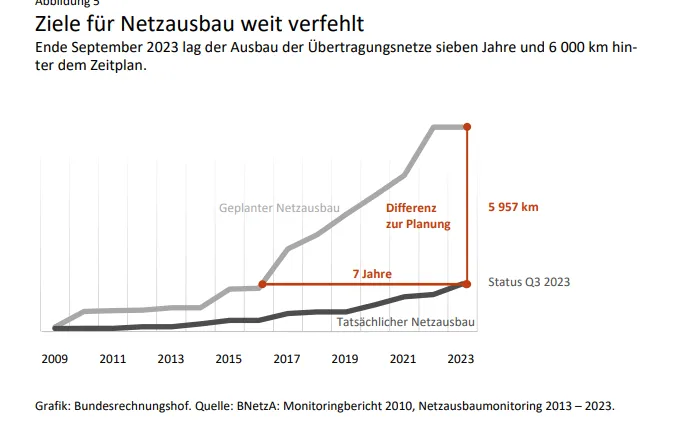 Abbildung 5
Ziele für Netzausbau weit verfehlt
Ende September 2023 lag der Ausbau der Übertragungsnetze sieben Jahre und 6 000 km hin-
ter dem Zeitplan.
Geplanter Netzausbau
Differenz
zur Planung
5 957 km
7 Jahre
Status Q3 2023
Tatsächlicher Netzausbau
2009 2011 2013 2015 2017 2019 2021 2023
Grafik: Bundesrechnungshof. Quelle: BNetzA: Monitoringbericht 2010, Netzausbaumonitoring 2013 – 2023.